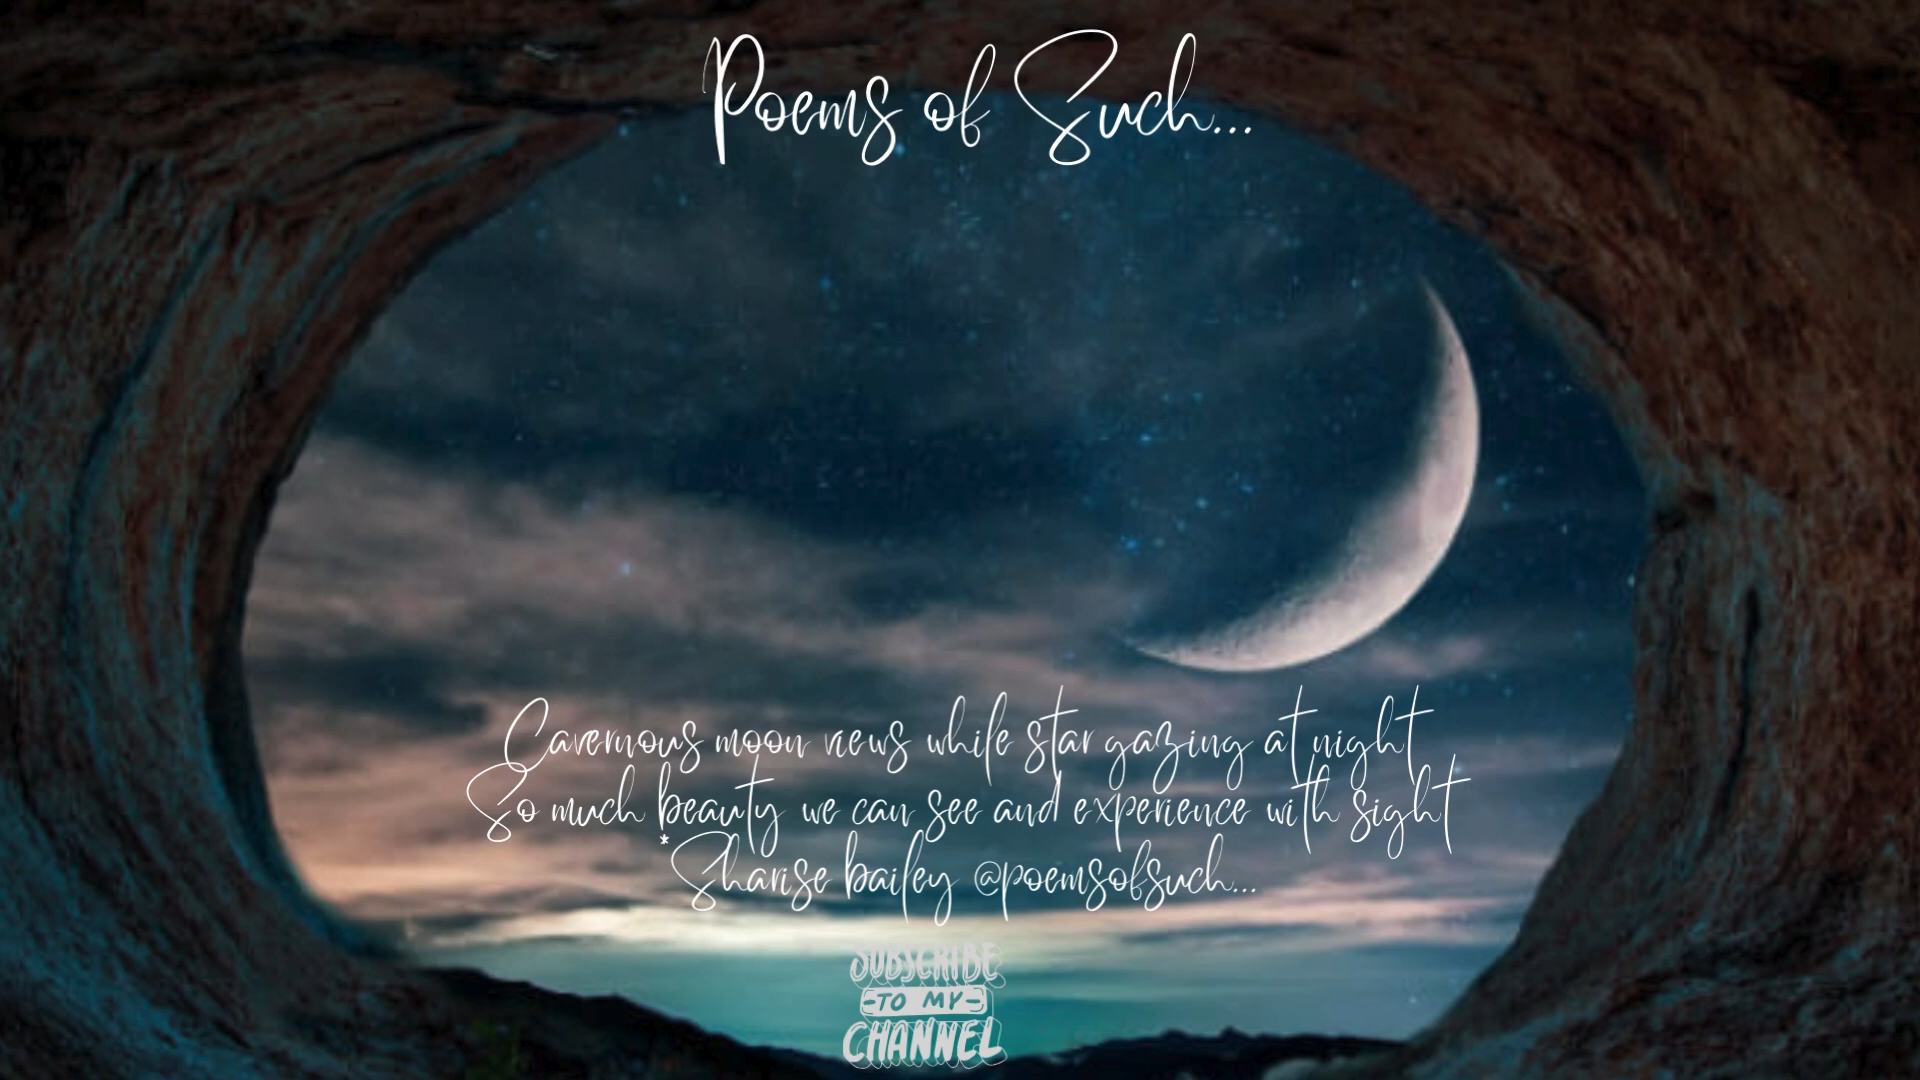 Poems of Such...
Cavernous moon views while star gazing at night
So much beauty we can see and experience with sight
*Sharise bailey @poemsofsuch...
SUBSCRIBE
-TO MY-
CHANNEL